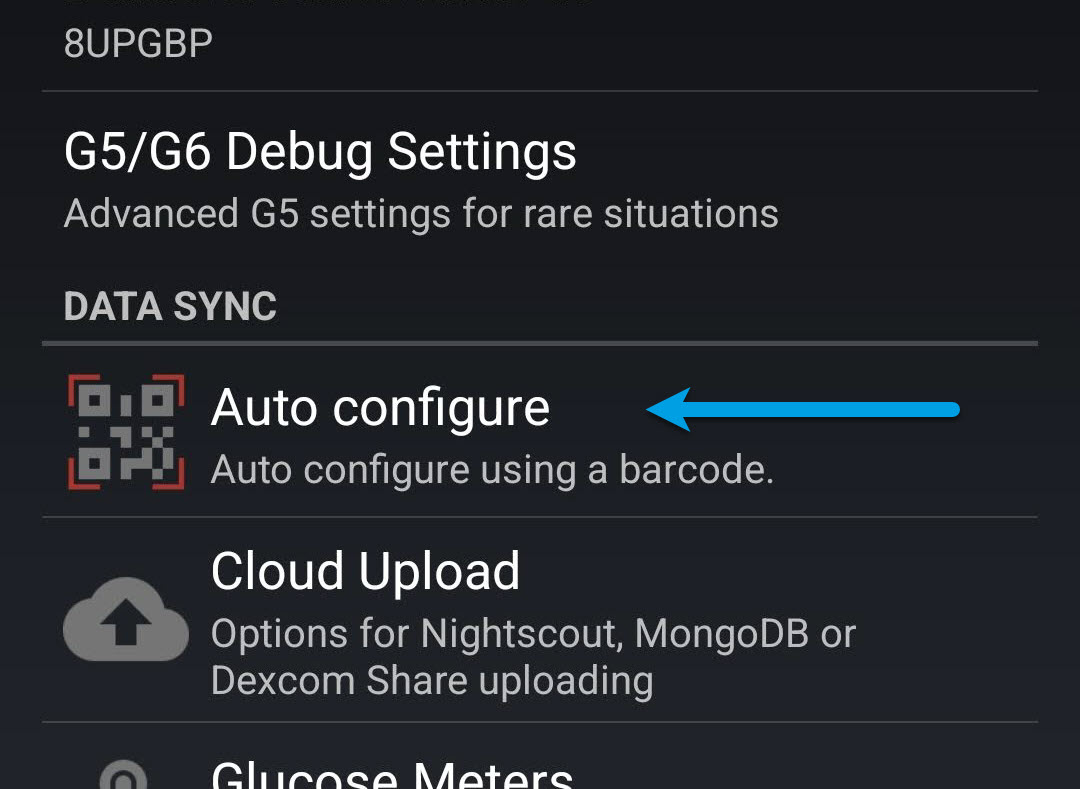 8UPGBP
G5/G6 Debug Settings
Advanced G5 settings for rare situations
DATA SYNC
Auto configure
Auto configure using a barcode.
Cloud Upload
Options for Nightscout, MongoDB or
Dexcom Share uploading
Glucose Meters